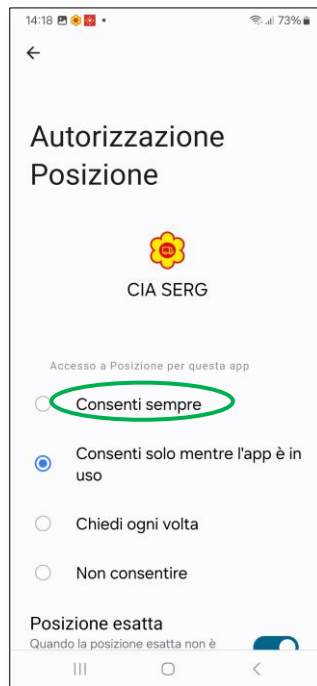 14:18
73%
Autorizzazione
Posizione
CIA SERG
Accesso a Posizione per questa app
Consenti sempre
Consenti solo mentre l'app è in
uso
Chiedi ogni volta
Non consentire
Posizione esatta
Quando la posizione esatta non è